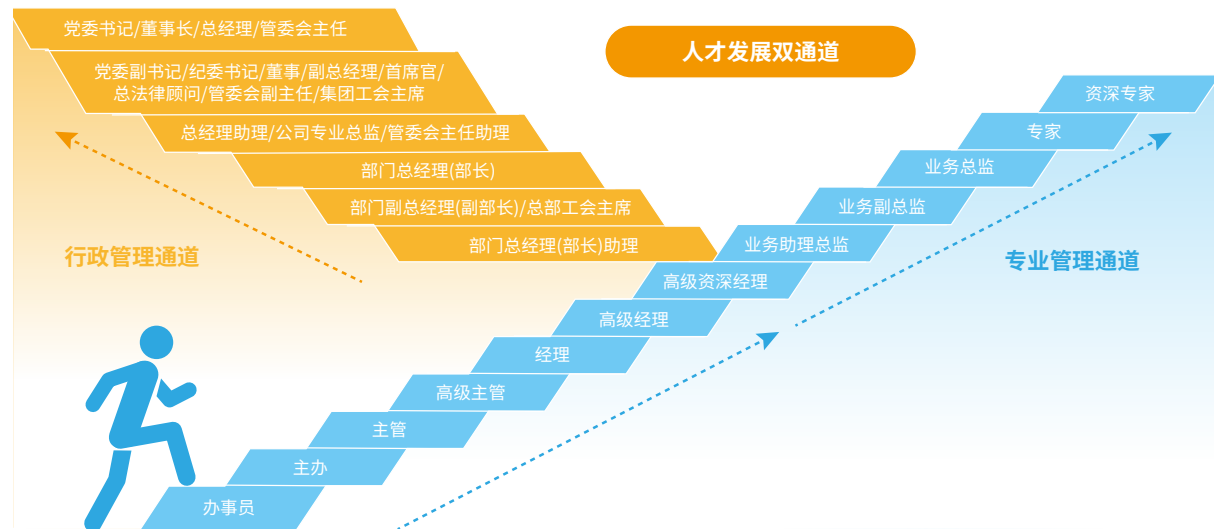 人才发展双通道
党委书记/董事长/总经理/管委会主任
党委副书记/纪委书记/董事/副总经理/首席官/
总法律顾问/管委会副主任/集团工会主席
总经理助理/公司专业总监/管委会主任助理
部门总经理(部长)
部门副总经理(副部长)/总部工会主席
部门总经理(部长)助理
行政管理通道
资深专家
专家
业务总监
业务副总监
业务助理总监
专业管理通道
高级资深经理
高级经理
经理
高级主管
主管
主办
办事员